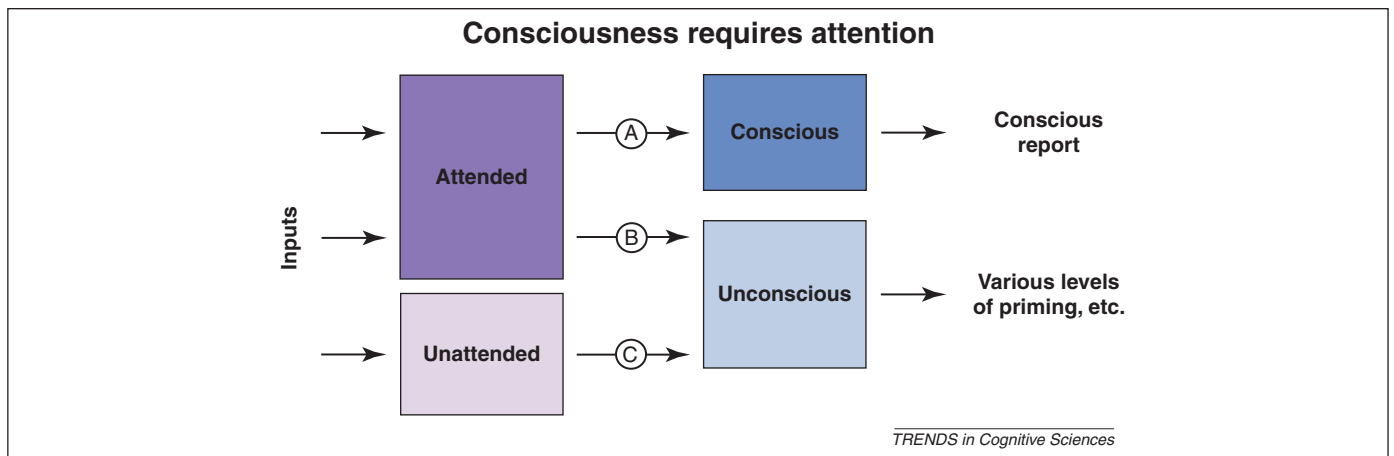 Consciousness requires attention
Inputs
Attended
Unattended
A
B
C
Conscious
Unconscious
Conscious
report
Various levels
of priming, etc.
TRENDS in Cognitive Sciences